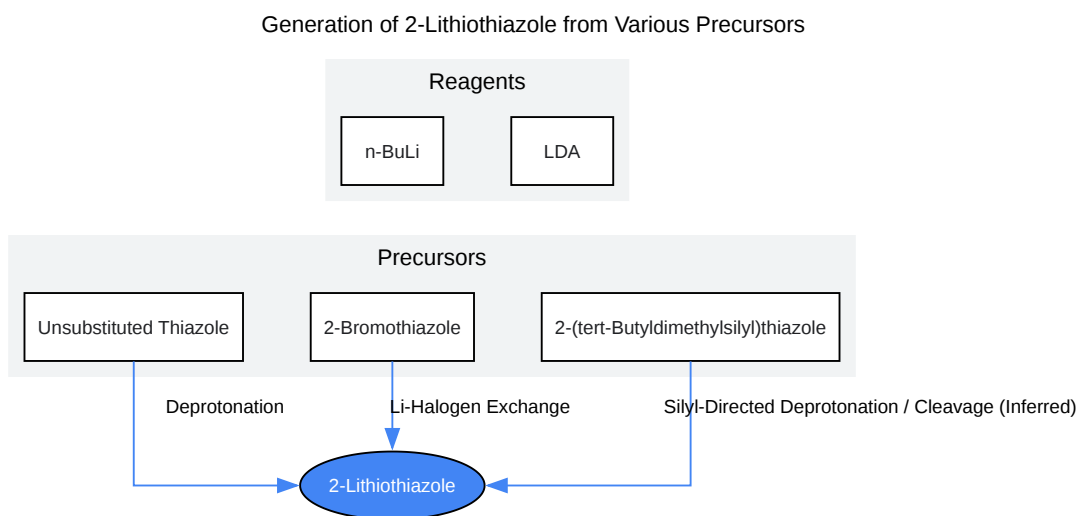 Generation of 2-Lithiothiazole from Various Precursors
Reagents
n-BuLi
LDA
Precursors
Unsubstituted Thiazole
2-Bromothiazole
2-(tert-Butyldimethylsilyl)thiazole
Deprotonation
Li-Halogen Exchange
Silyl-Directed Deprotonation / Cleavage (Inferred)
2-Lithiothiazole